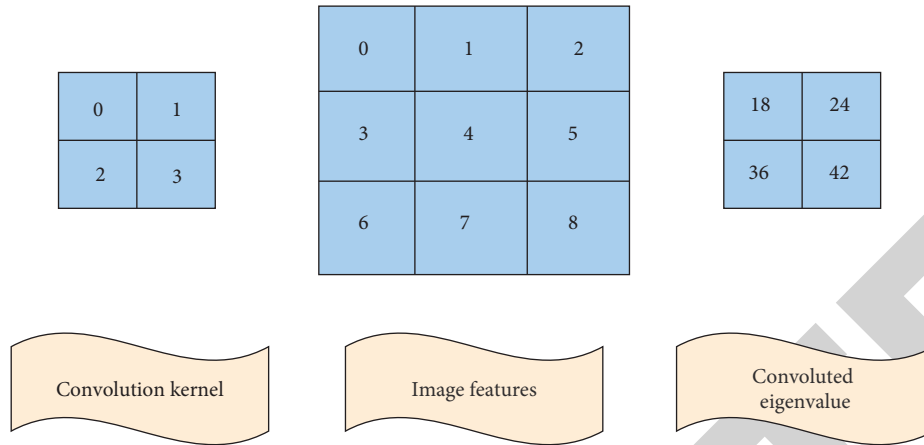 0 1
2 3
0 1 2
3 4 5
6 7 8
18 24
36 42
Convolution kernel
Image features
Convoluted
eigenvalue